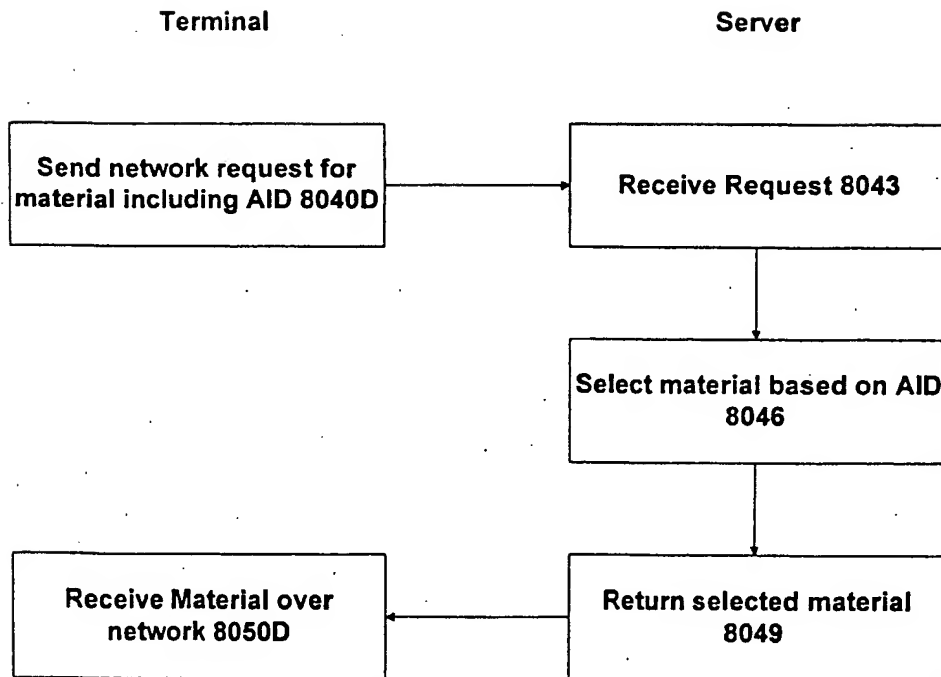 Terminal
Server
Send network request for
material including AID 8040D
Receive Request 8043
Select material based on AID
8046
Receive Material over
network 8050D
Return selected material
8049